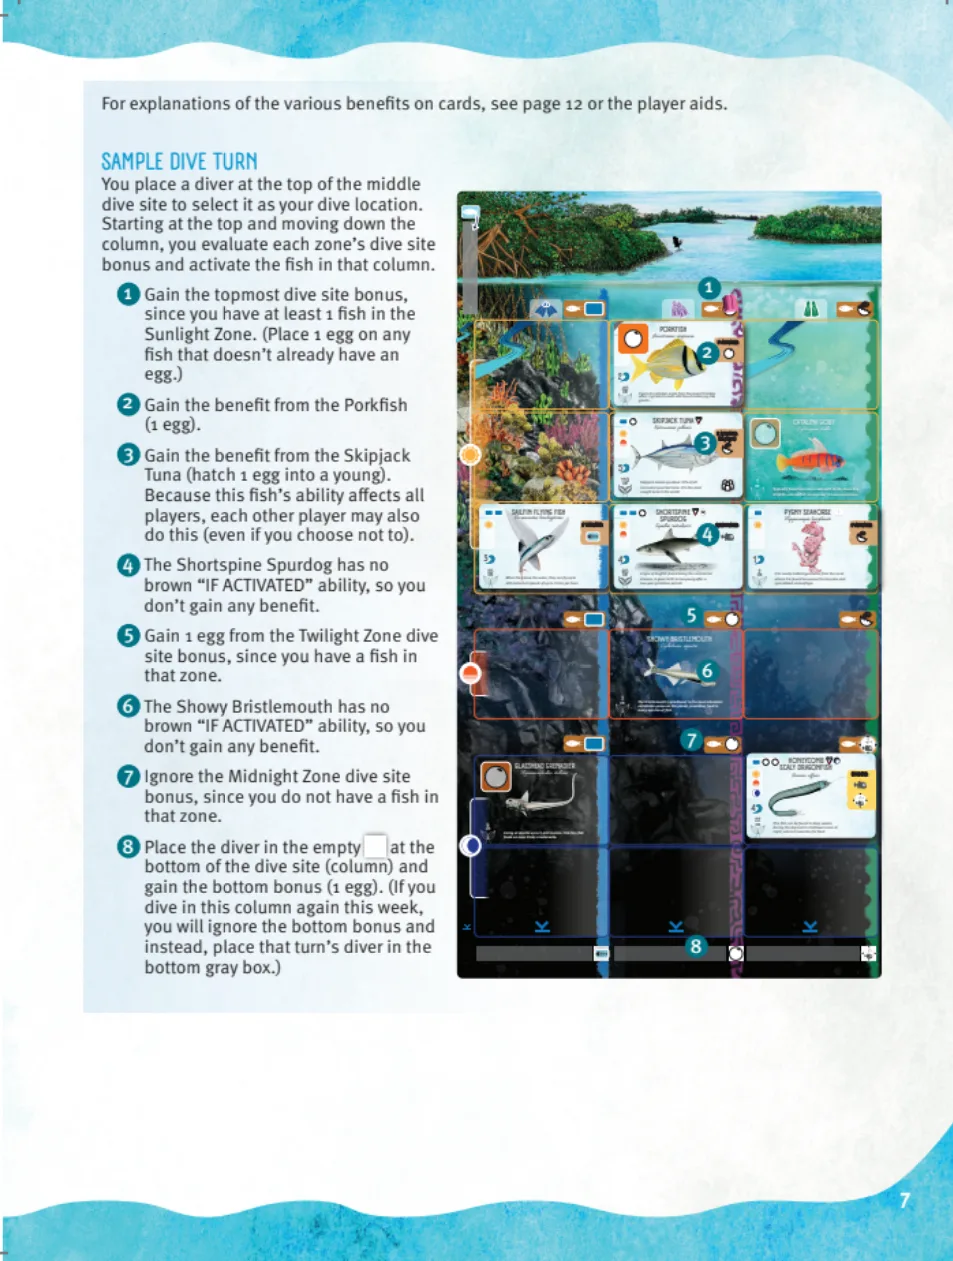 For explanations of the various benefits on cards, see page 12 or the player aids.
SAMPLE DIVE TURN
You place a diver at the top of the middle
dive site to select it as your dive location.
Starting at the top and moving down the
column, you evaluate each zone's dive site
bonus and activate the fish in that column.
1 Gain the topmost dive site bonus,
since you have at least 1 fish in the
Sunlight Zone. (Place 1 egg on any
fish that doesn't already have an
egg.)
2 Gain the benefit from the Porkfish
(1 egg).
3 Gain the benefit from the Skipjack
Tuna (hatch 1 egg into a young).
Because this fish's ability affects all
players, each other player may also
do this (even if you choose not to).
4 The Shortspine Spurdog has no
brown “IF ACTIVATED” ability, so you
don't gain any benefit.
5 Gain 1 egg from the Twilight Zone dive
site bonus, since you have a fish in
that zone.
6 The Showy Bristlemouth has no
brown “IF ACTIVATED” ability, so you
don't gain any benefit.
7 Ignore the Midnight Zone dive site
bonus, since you do not have a fish in
that zone.
8 Place the diver in the empty at the
bottom of the dive site (column) and
gain the bottom bonus (1 egg). (If you
dive in this column again this week,
you will ignore the bottom bonus and
instead, place that turn's diver in the
bottom gray box.)
1
PORKFISH
2
SKIPJACK TUNA
3
SAILFIN FLYING FISH
SHORTSPINE
SPURDOG
PYGMY SEAHORSE
4
5
SHOWY BRISTLEMOUTH
6
7
GLASSHEAD GRENADIER
HONEYCOMB
SCALY DRAGONFISH
8
7